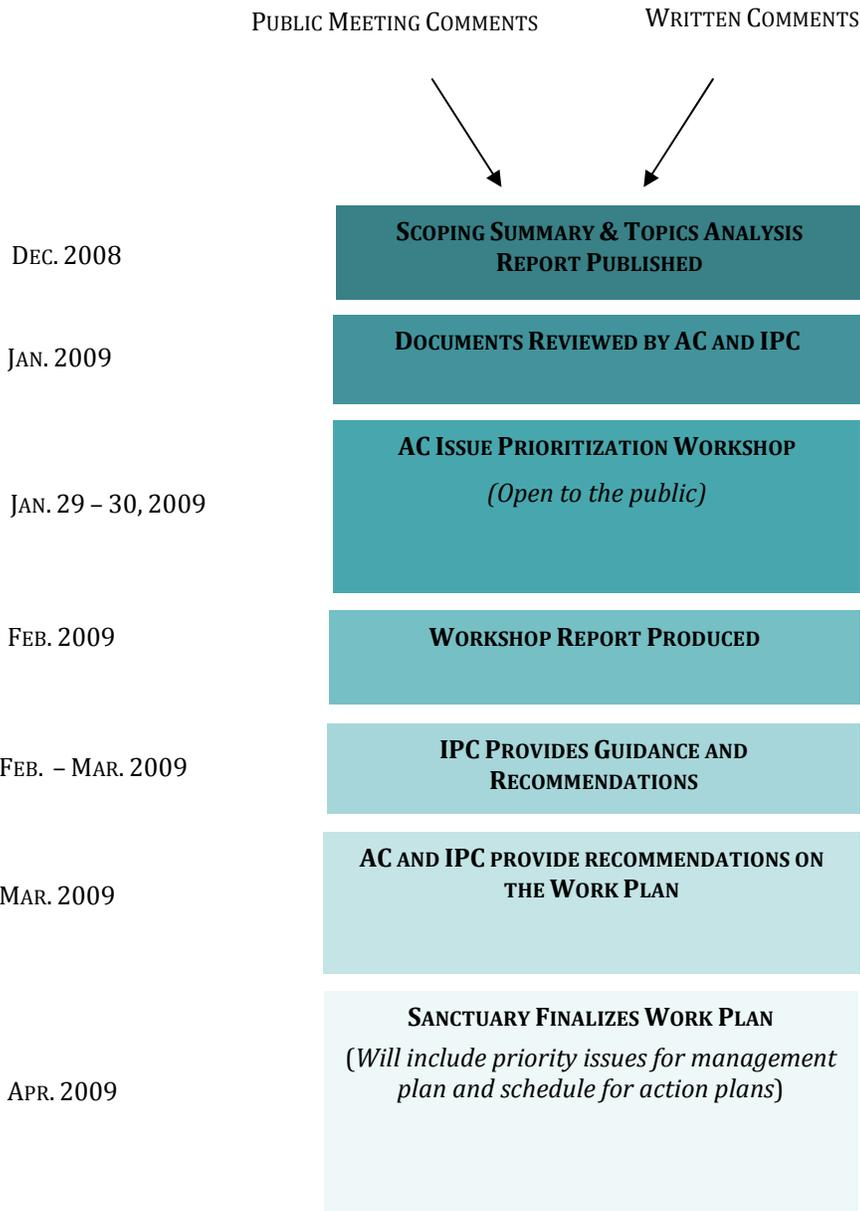 PUBLIC MEETING COMMENTS
WRITTEN COMMENTS
DEC. 2008
SCOPING SUMMARY & TOPICS ANALYSIS
REPORT PUBLISHED
JAN. 2009
DOCUMENTS REVIEWED BY AC AND IPC
JAN. 29 – 30, 2009
AC ISSUE PRIORITIZATION WORKSHOP
(Open to the public)
FEB. 2009
WORKSHOP REPORT PRODUCED
FEB. – MAR. 2009
IPC PROVIDES GUIDANCE AND
RECOMMENDATIONS
MAR. 2009
AC AND IPC PROVIDE RECOMMENDATIONS ON
THE WORK PLAN
APR. 2009
SANCTUARY FINALIZES WORK PLAN
(Will include priority issues for management
plan and schedule for action plans)